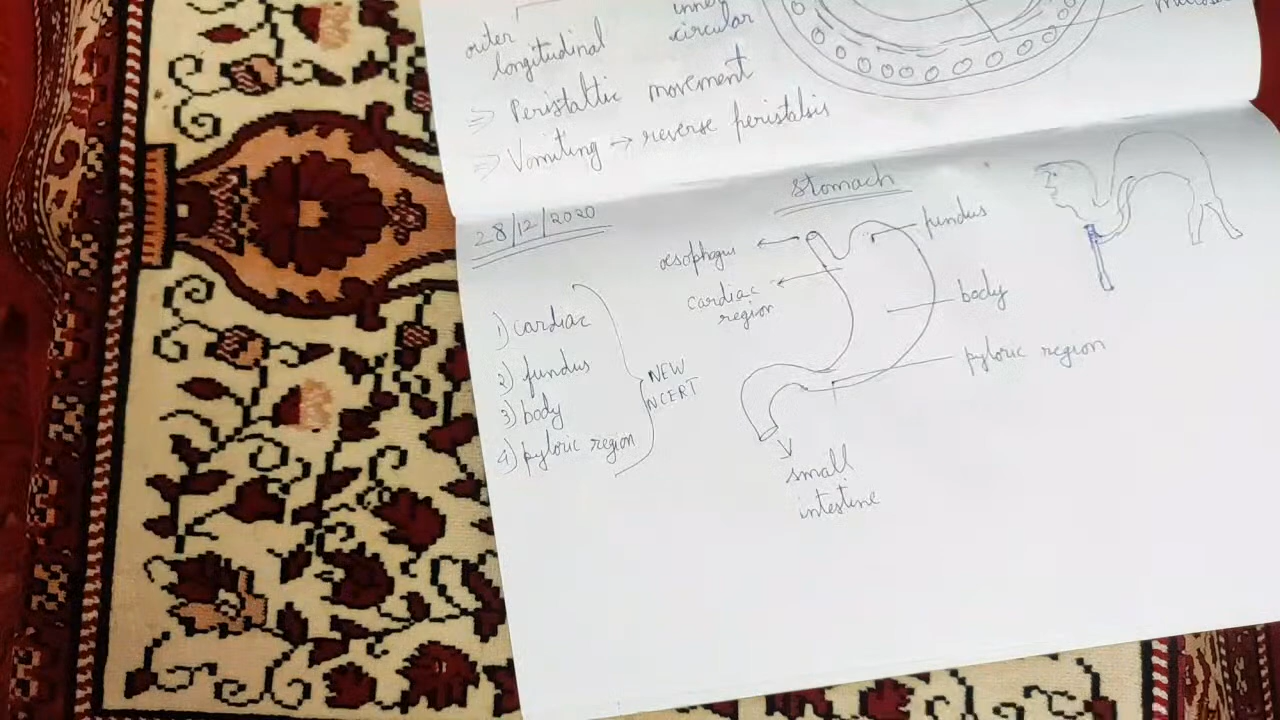 outer
longitudinal
inner
circular
⇒ Peristaltic movement
⇒ Vomiting → reverse peristalsis
28/12/2020
Stomach
oesophagus
fundus
cardiac
region
body
pyloric region
small
intestine
1) cardiac
2) fundus
3) body
4) pyloric region
NEW
NCERT